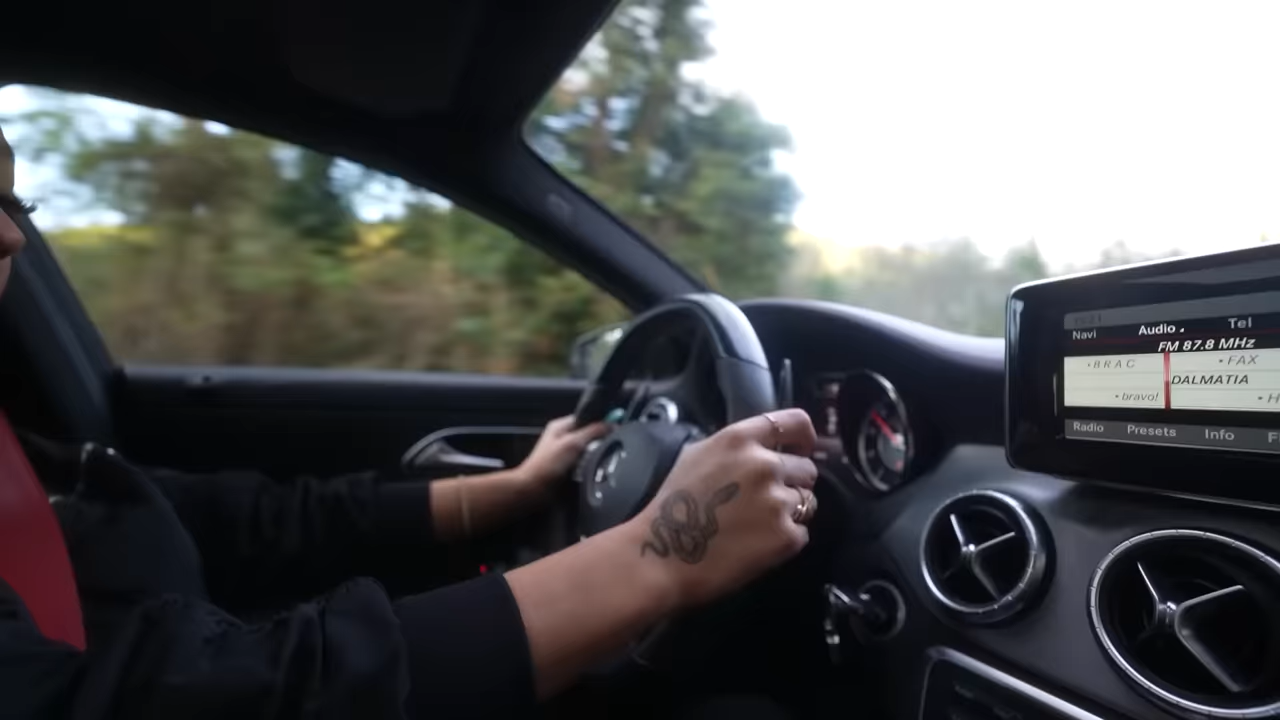 Navi Audio Tel
FM 87.8 MHz
•BRAC •FAX
DALMATIA
•bravo! •H
Radio Presets Info F